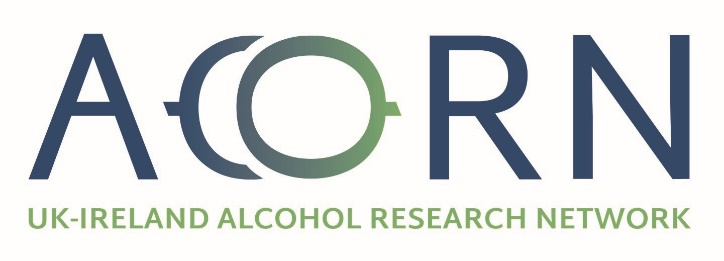 ACORN
UK-IRELAND ALCOHOL RESEARCH NETWORK